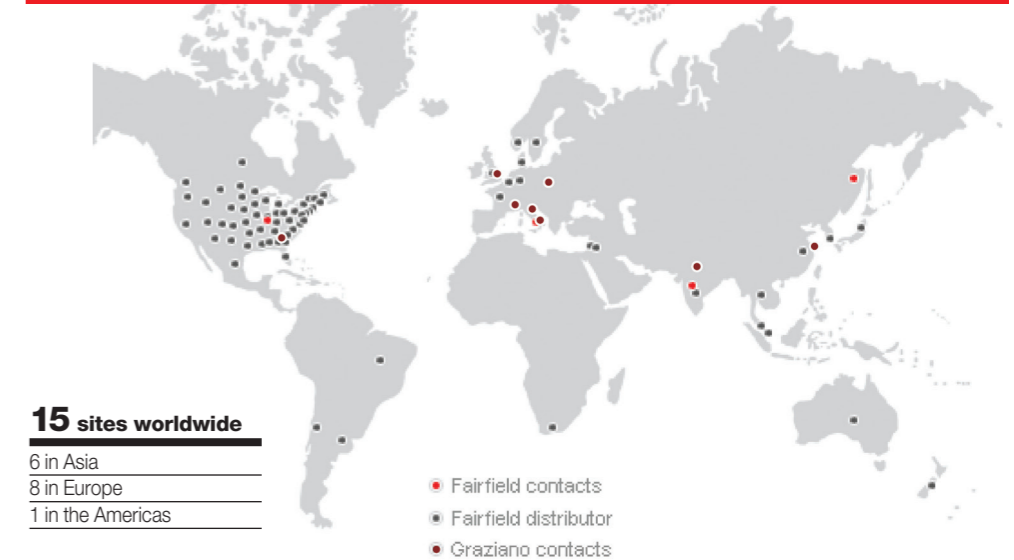 15 sites worldwide
6 in Asia
8 in Europe
1 in the Americas
Fairfield contacts
Fairfield distributor
Graziano contacts